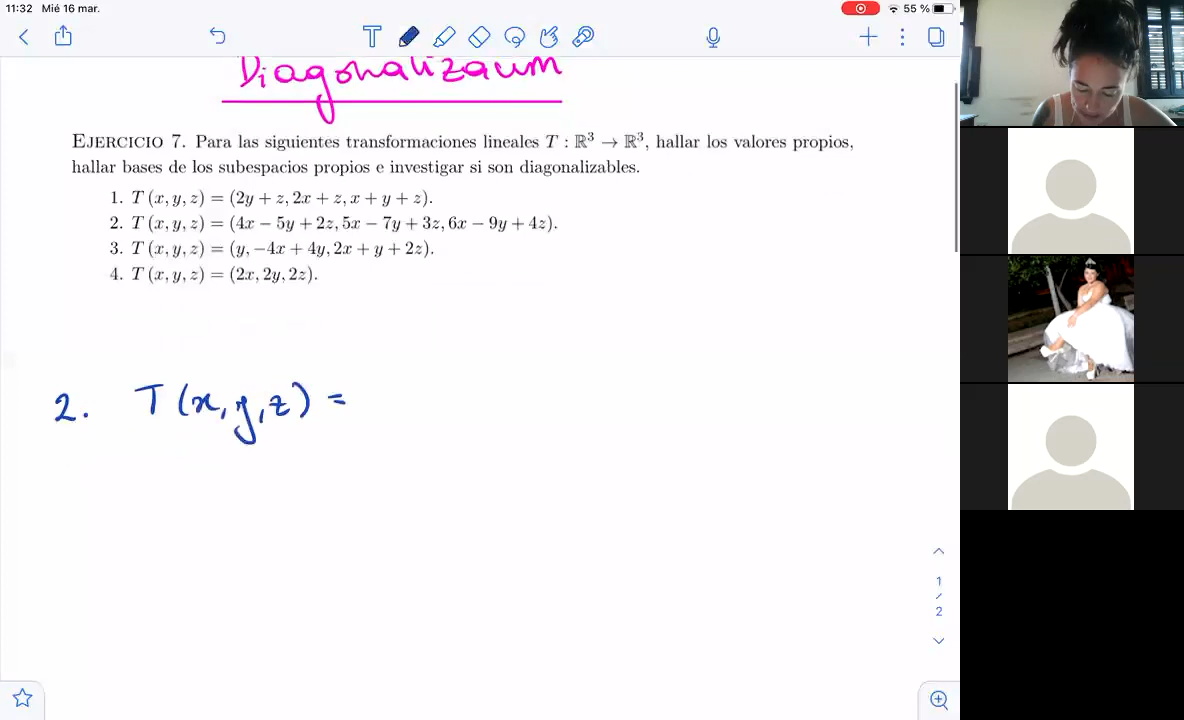 11:32 Mié 16 mar.
55 %
Diagonalizaum
EJERCICIO 7. Para las siguientes transformaciones lineales T : ℝ³ → ℝ³, hallar los valores propios,
hallar bases de los subespacios propios e investigar si son diagonalizables.
1. T (x, y, z) = (2y + z, 2x + z, x + y + z).
2. T (x, y, z) = (4x − 5y + 2z, 5x − 7y + 3z, 6x − 9y + 4z).
3. T (x, y, z) = (y, −4x + 4y, 2x + y + 2z).
4. T (x, y, z) = (2x, 2y, 2z).
2. T (x, y, z) =
1
/
2